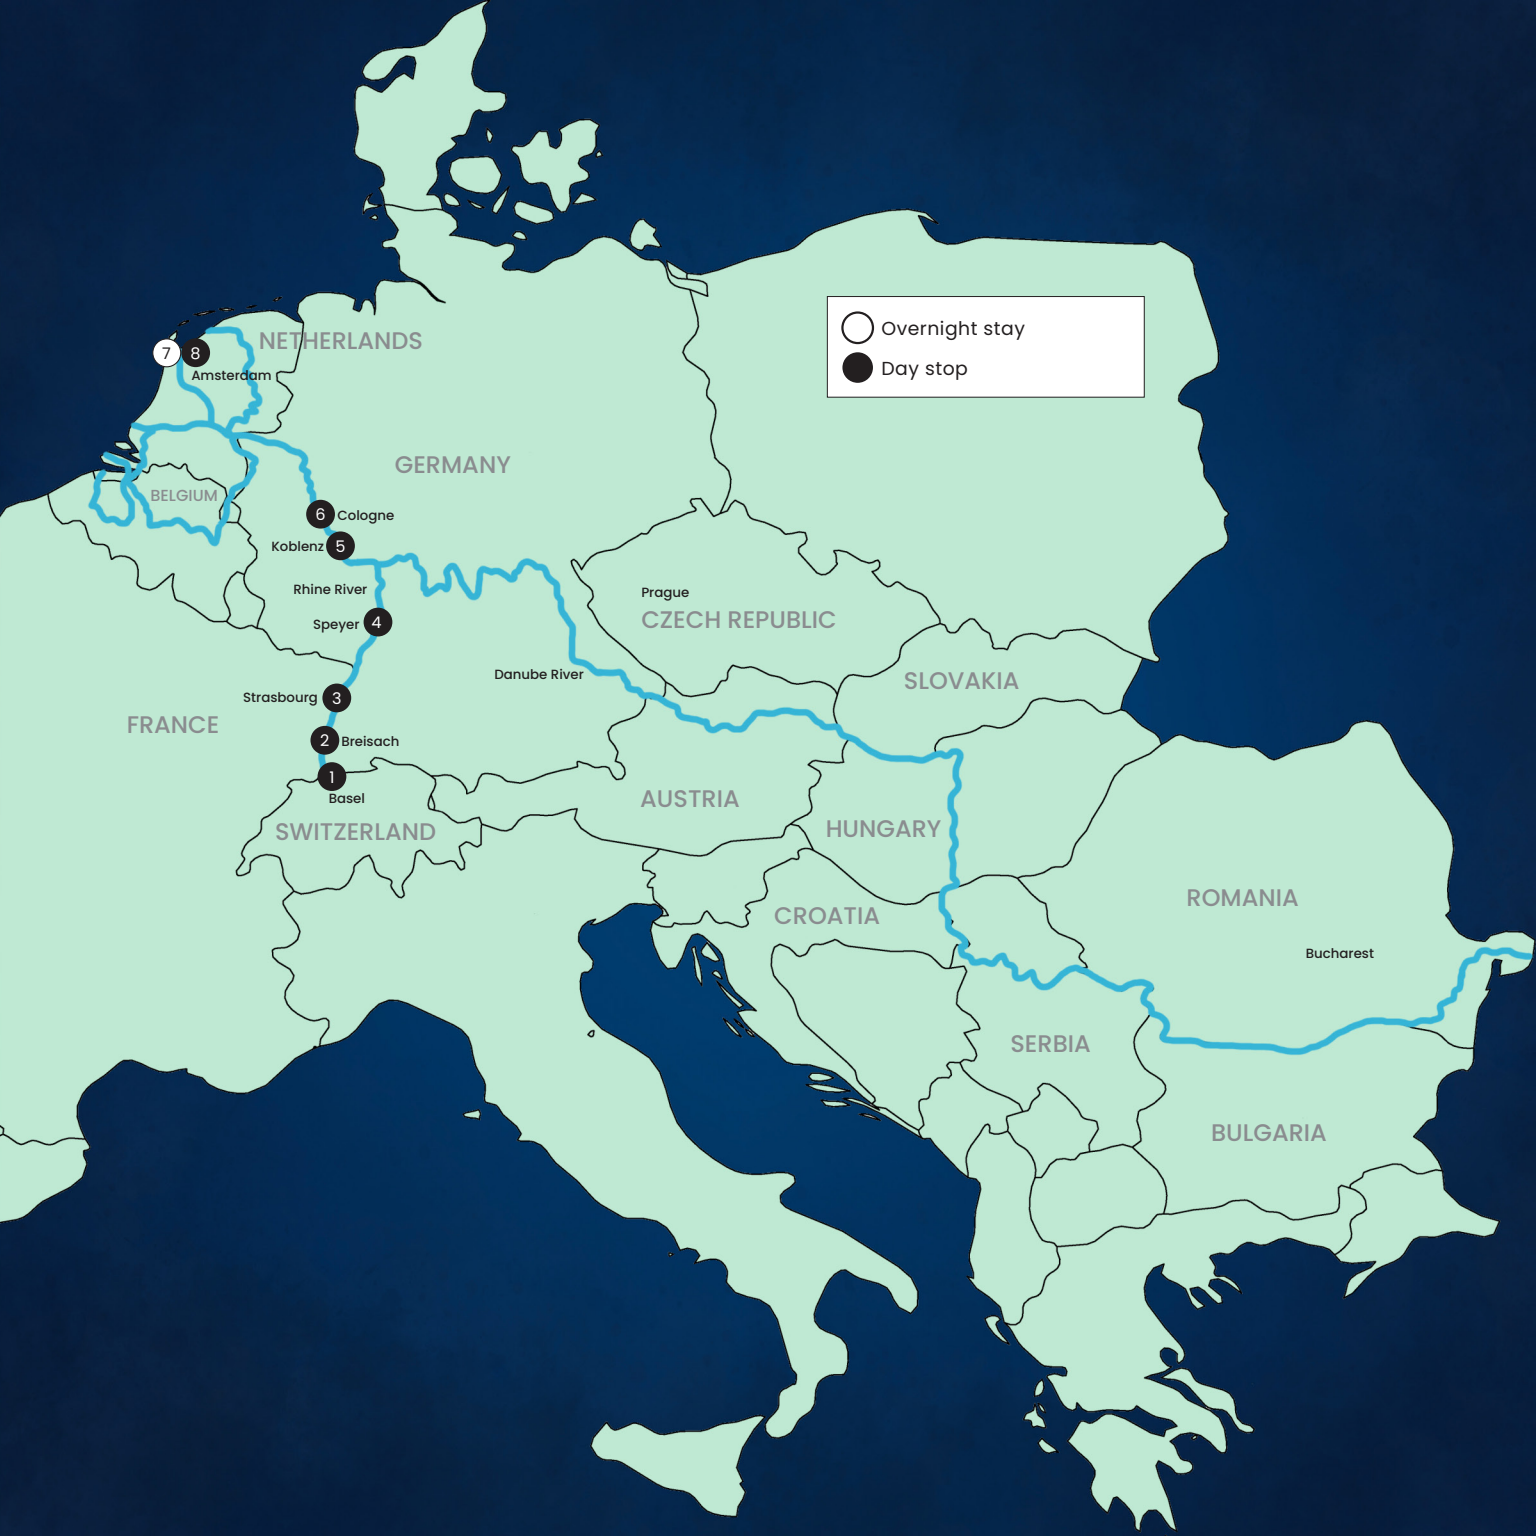 Overnight stay
Day stop
NETHERLANDS
7
8
Amsterdam
GERMANY
BELGIUM
6
Cologne
Koblenz
5
Rhine River
Prague
Speyer
4
CZECH REPUBLIC
Danube River
SLOVAKIA
Strasbourg
3
FRANCE
2
Breisach
1
Basel
AUSTRIA
SWITZERLAND
HUNGARY
ROMANIA
CROATIA
Bucharest
SERBIA
BULGARIA